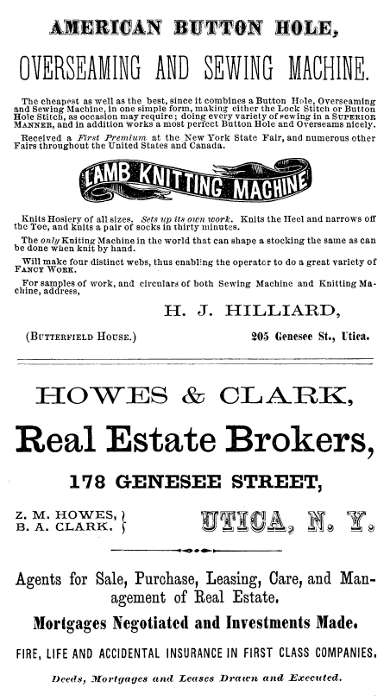 AMERICAN BUTTON HOLE,
OVERSEAMING AND SEWING MACHINE.
The cheapest as well as the best, since it combines a Button Hole, Overseaming
and Sewing Machine, in one simple form, making either the Lock Stitch or Button
Hole Stitch, as occasion may require; doing every variety of sewing in a SUPERIOR
MANNER, and in addition works a most perfect Button Hole and Overseams nicely.
Received a First Premium at the New York State Fair, and numerous other
Fairs throughout the United States and Canada.
LAMB KNITTING MACHINE
Knits Hosiery of all sizes. Sets up its own work. Knits the Heel and narrows off
the Toe, and knits a pair of socks in thirty minutes.
The only Kniting Machine in the world that can shape a stocking the same as can
be done when knit by hand.
Will make four distinct webs, thus enabling the operator to do a great variety of
FANCY WORK.
For samples of work, and circulars of both Sewing Machine and Knitting Ma-
chine, address,
H. J. HILLIARD,
(BUTTERFIELD HOUSE.) 205 Genesee St., Utica.
HOWES & CLARK,
Real Estate Brokers,
178 GENESEE STREET,
Z. M. HOWES, }
B. A. CLARK. }
UTICA, N. Y.
Agents for Sale, Purchase, Leasing, Care, and Man-
agement of Real Estate.
Mortgages Negotiated and Investments Made.
FIRE, LIFE AND ACCIDENTAL INSURANCE IN FIRST CLASS COMPANIES.
Deeds, Mortgages and Leases Drawn and Executed.